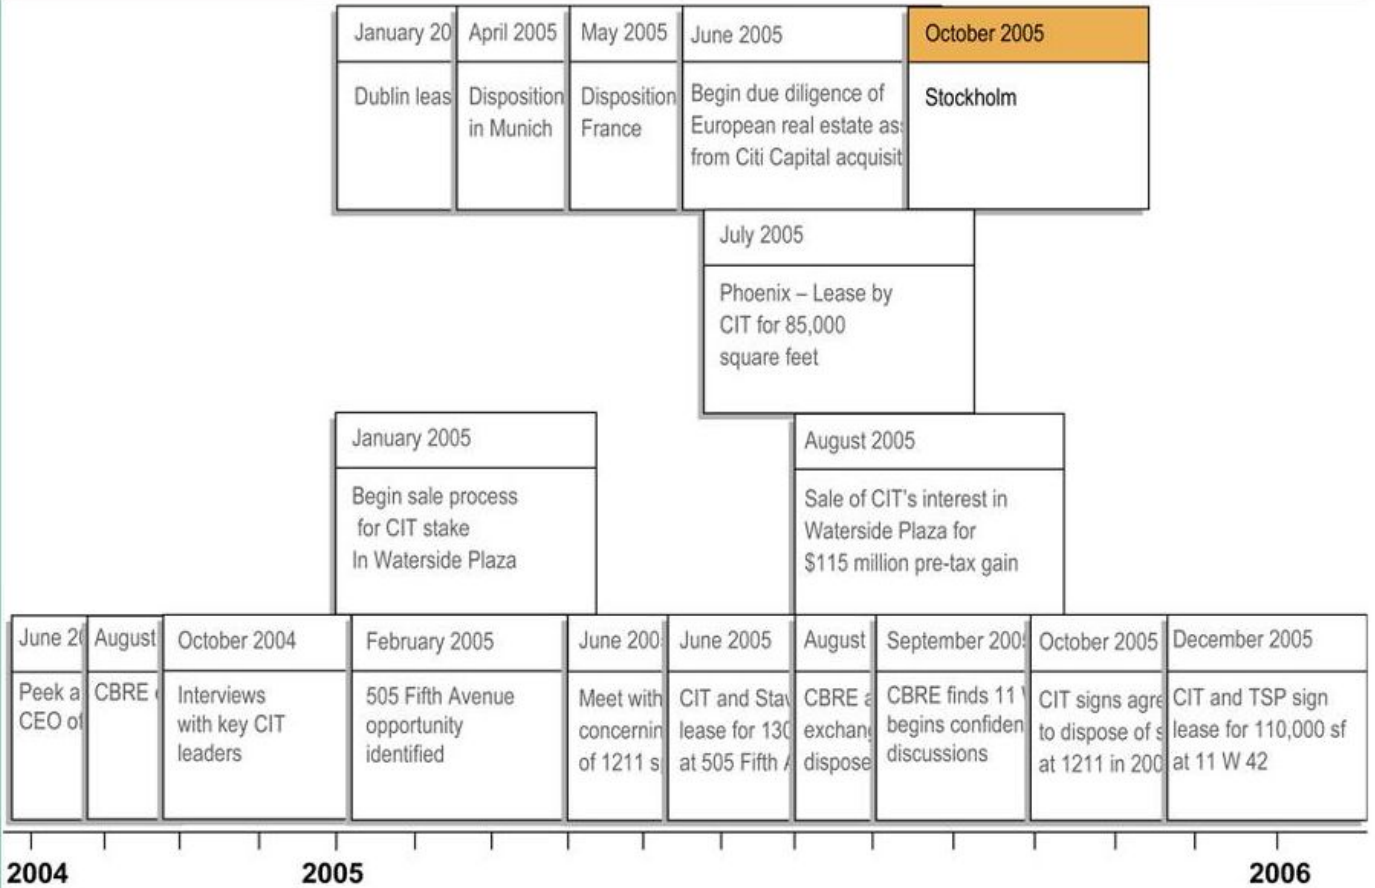 January 20
Dublin leas
April 2005
Disposition
in Munich
May 2005
Disposition
France
June 2005
Begin due diligence of
European real estate as
from Citi Capital acquisit
October 2005
Stockholm
July 2005
Phoenix – Lease by
CIT for 85,000
square feet
January 2005
Begin sale process
for CIT stake
In Waterside Plaza
August 2005
Sale of CIT's interest in
Waterside Plaza for
$115 million pre-tax gain
June 20
Peek a
CEO of
August
CBRE
October 2004
Interviews
with key CIT
leaders
February 2005
505 Fifth Avenue
opportunity
identified
June 200
Meet with
concernin
of 1211 s
June 2005
CIT and Stav
lease for 130
at 505 Fifth
August
CBRE a
exchang
dispose
September 2005
CBRE finds 11
begins confiden
discussions
October 2005
CIT signs agre
to dispose of s
at 1211 in 200
December 2005
CIT and TSP sign
lease for 110,000 sf
at 11 W 42
2004
2005
2006